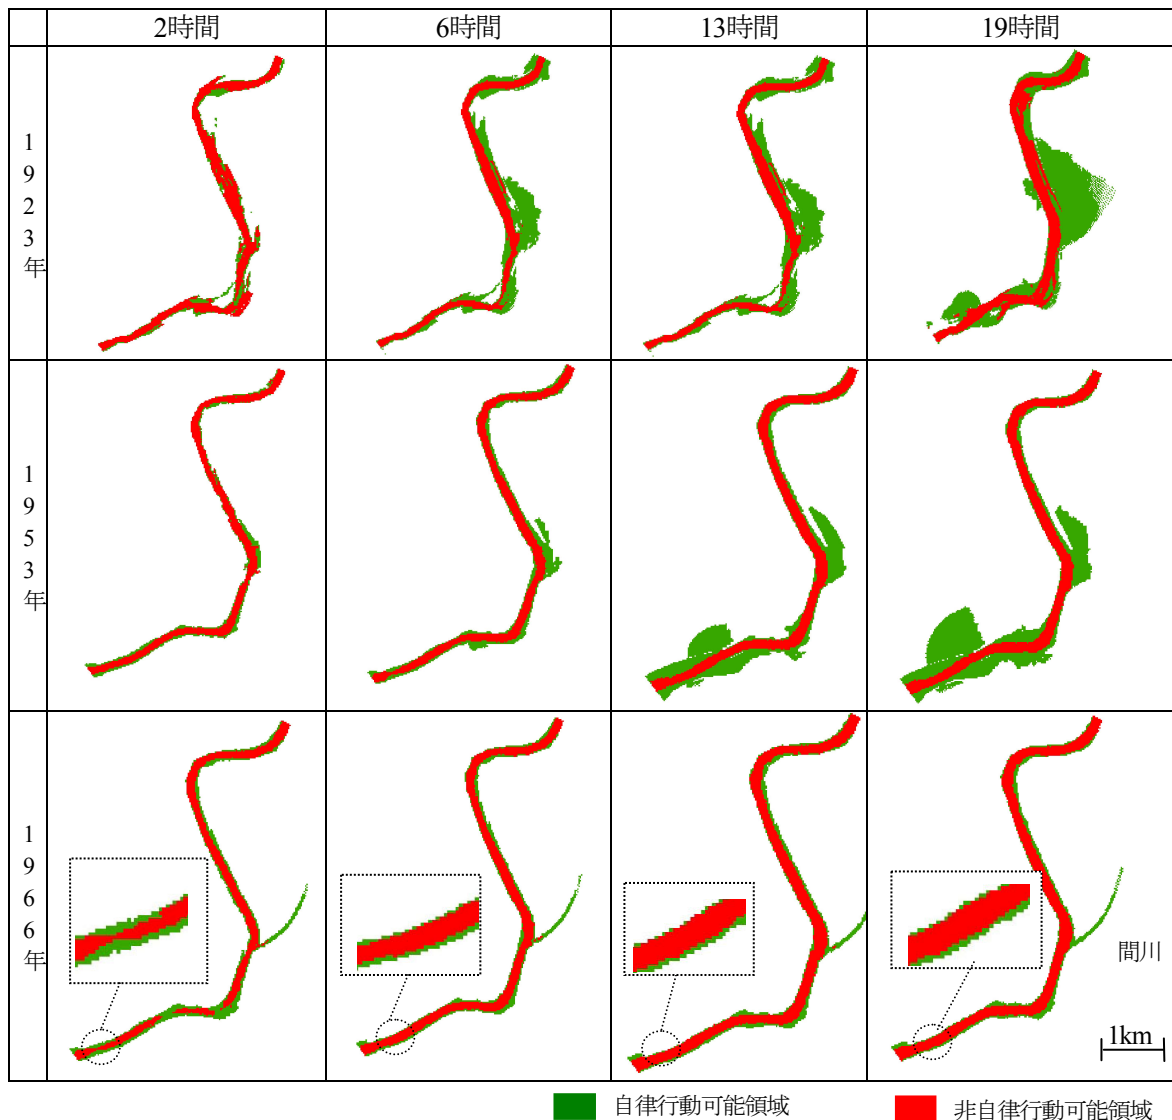 2時間
6時間
13時間
19時間
1923年
1953年
1966年
間川
1km
自律行動可能領域
非自律行動可能領域